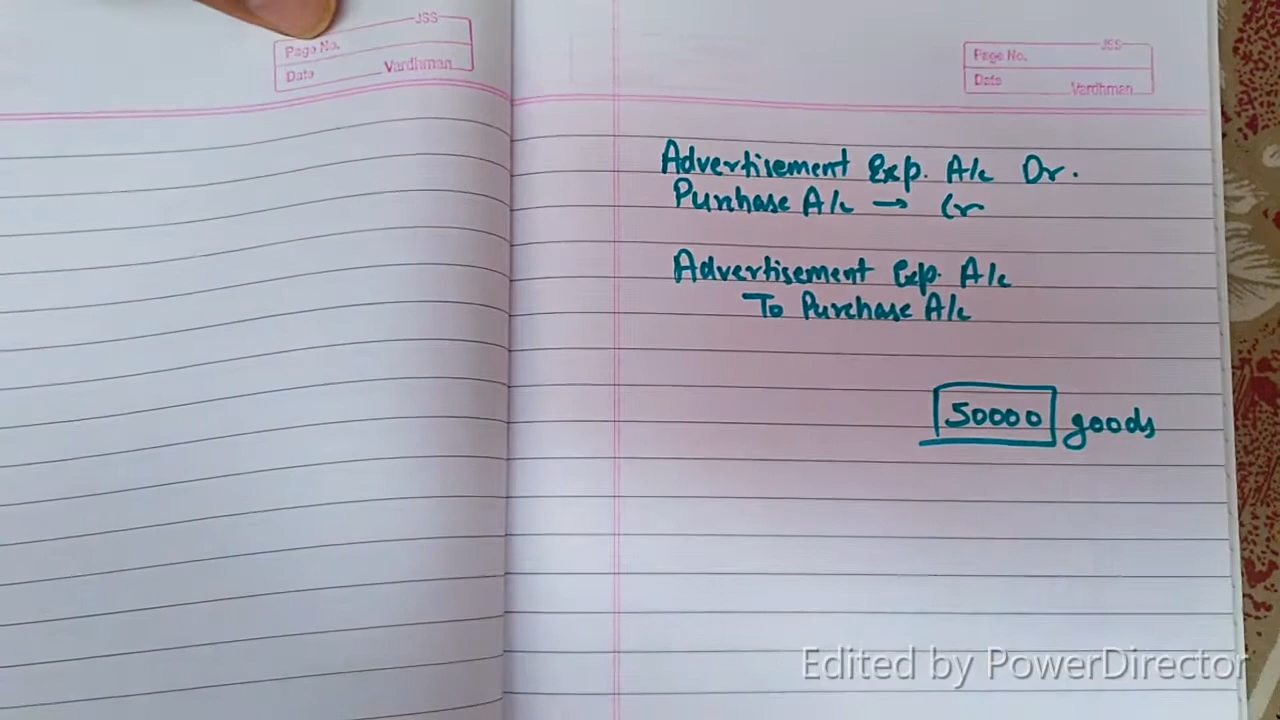 JSS
Page No.
Date
Vardhman
JSS
Page No.
Date
Vardhman
Advertisement Exp. A/c Dr.
Purchase A/c → Cr
Advertisement Exp. A/c
To Purchase A/c
50000 goods
Edited by PowerDirector